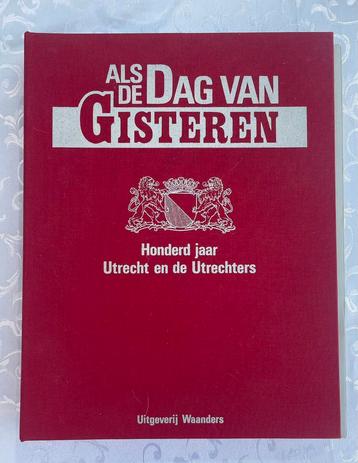 ALS
DE DAG VAN
GISTEREN
Honderd jaar
Utrecht en de Utrechters
Uitgeverij Waanders